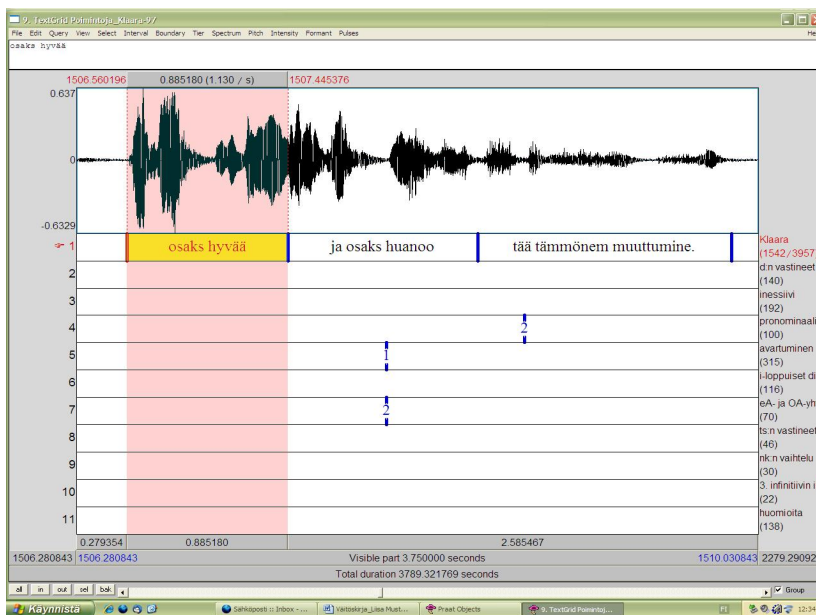 9. TextGrid Poimintoja_Klaara-97
File Edit Query View Select Interval Boundary Tier Spectrum Pitch Intensity Formant Pulses
osaks hyvää
1506.560196 0.885180 (1.130 / s) 1507.445376
0.637
0
-0.6329
1 osaks hyvää ja osaks huanoo tää tämmönem muuttumine. Klaara
(1542/3957)
2 d:n vastineet
(140)
3 inessiivi
(192)
4 2 pronominaali
(100)
5 1 avartuminen
(315)
6 i-loppuiset di
(116)
7 2 eA- ja OA-yh
(70)
8 ts:n vastineet
(46)
9 nk:n vaihtelu
(30)
10 3. infinitiivin i
(22)
11 huomioita
(138)
0.279354 0.885180 2.585467
1506.280843 1506.280843 Visible part 3.750000 seconds 1510.030843 2279.29092
Total duration 3789.321769 seconds
all in out sel bak Group
Käynnistä Sähköposti :: Inbox - ... Väitöskirja_Liisa Must... Praat Objects 9. TextGrid Poimintoj... FI 12:34